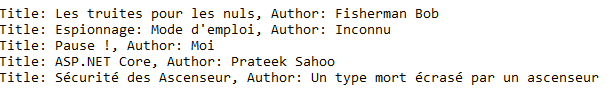 Title: Les truites pour les nuls, Author: Fisherman Bob
Title: Espionnage: Mode d'emploi, Author: Inconnu
Title: Pause !, Author: Moi
Title: ASP.NET Core, Author: Prateek Sahoo
Title: Sécurité des Ascenseur, Author: Un type mort écrasé par un ascenseur